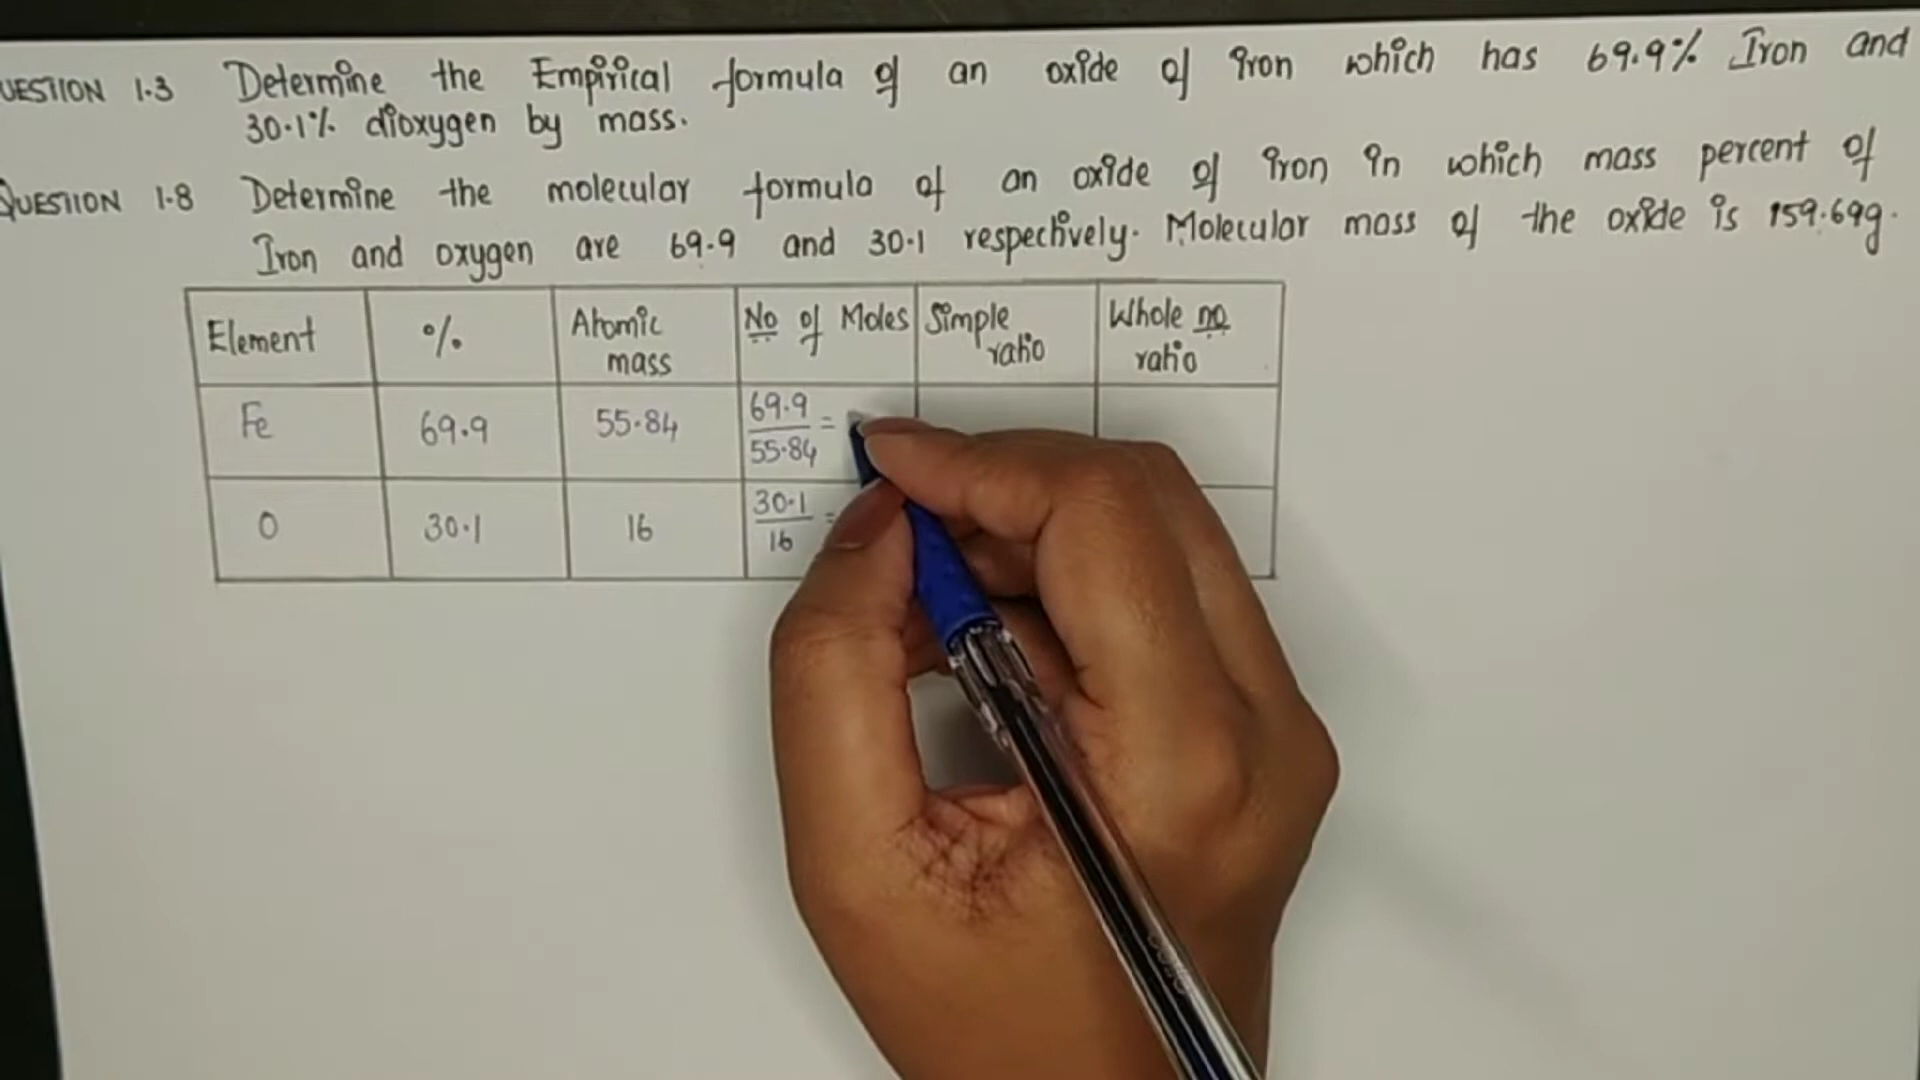 UESTION 1.3 Determine the Empirical formula of an oxide of iron which has 69.9% Iron and
30.1% dioxygen by mass.
QUESTION 1.8 Determine the molecular formula of an oxide of iron in which mass percent of
Iron and oxygen are 69.9 and 30.1 respectively. Molecular mass of the oxide is 159.69g.
Element % Atomic mass No of Moles Simple ratio Whole no ratio
Fe 69.9 55.84 69.9/55.84 =
O 30.1 16 30.1/16 =